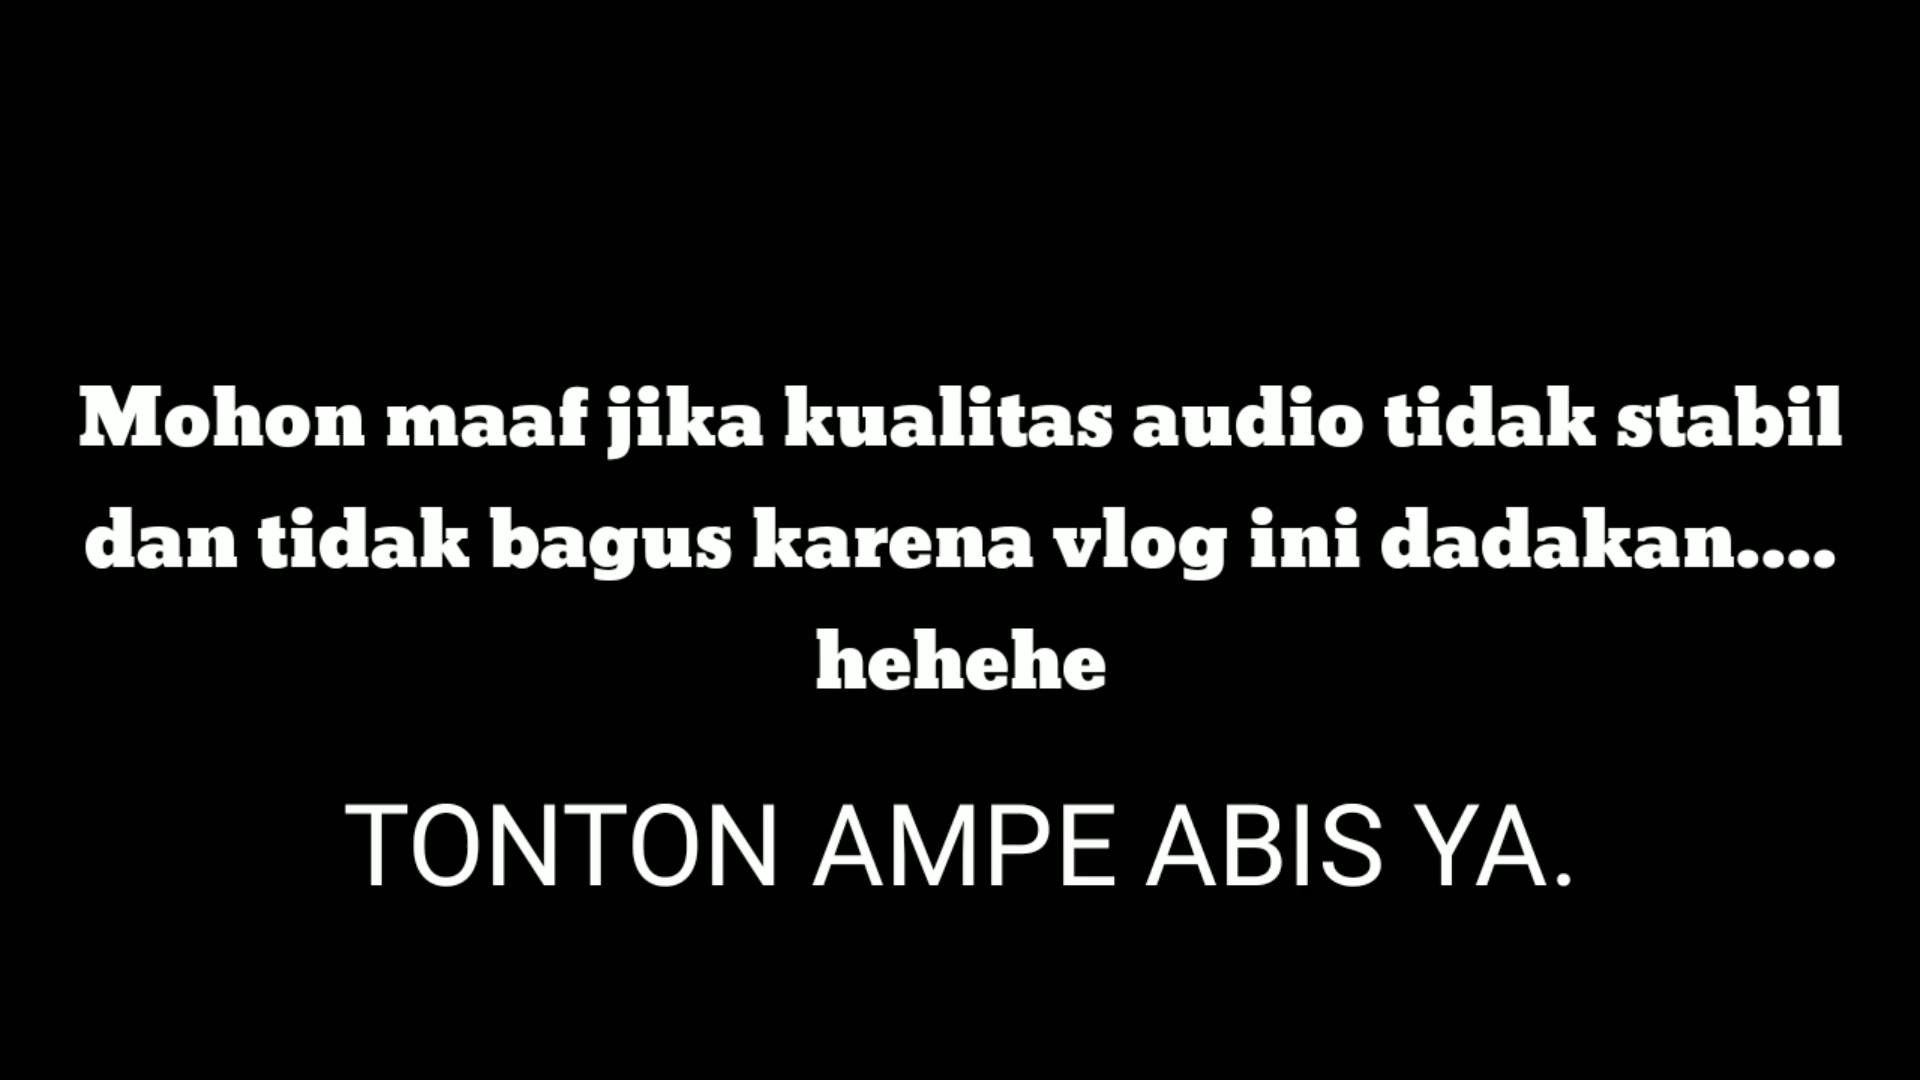 Mohon maaf jika kualitas audio tidak stabil
dan tidak bagus karena vlog ini dadakan....
hehehe
TONTON AMPE ABIS YA.